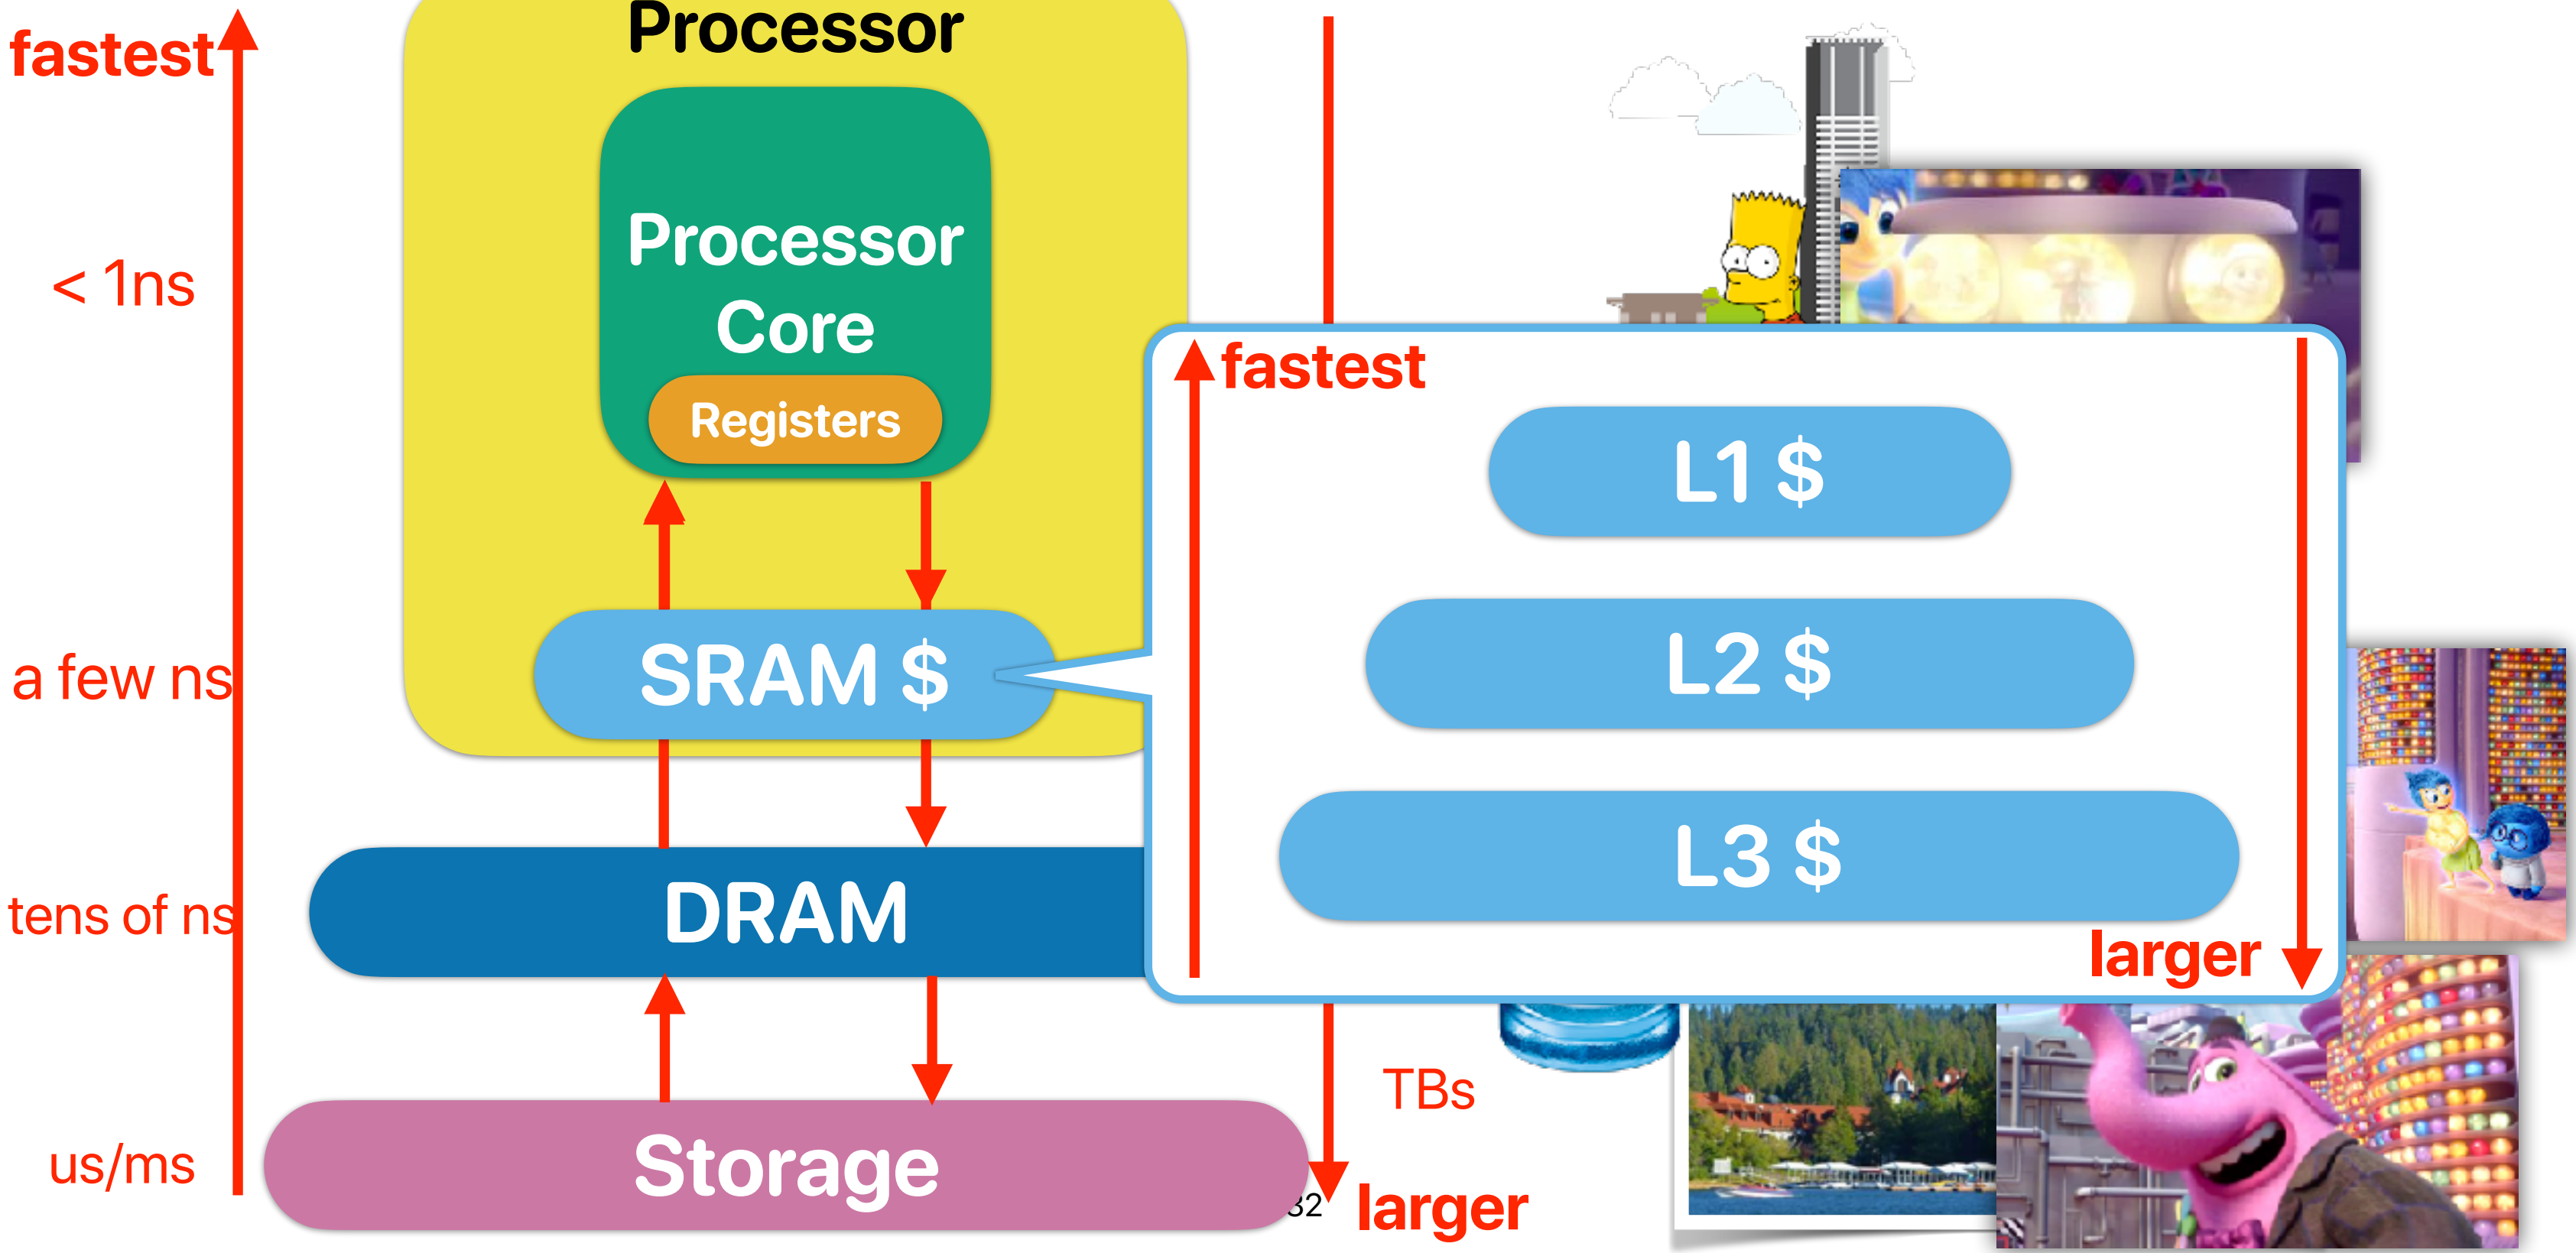 Processor
fastest
Processor
Core
< 1ns
Registers
fastest
L1 $
L2 $
a few ns
SRAM $
L3 $
tens of ns
DRAM
larger
TBs
us/ms
Storage
larger